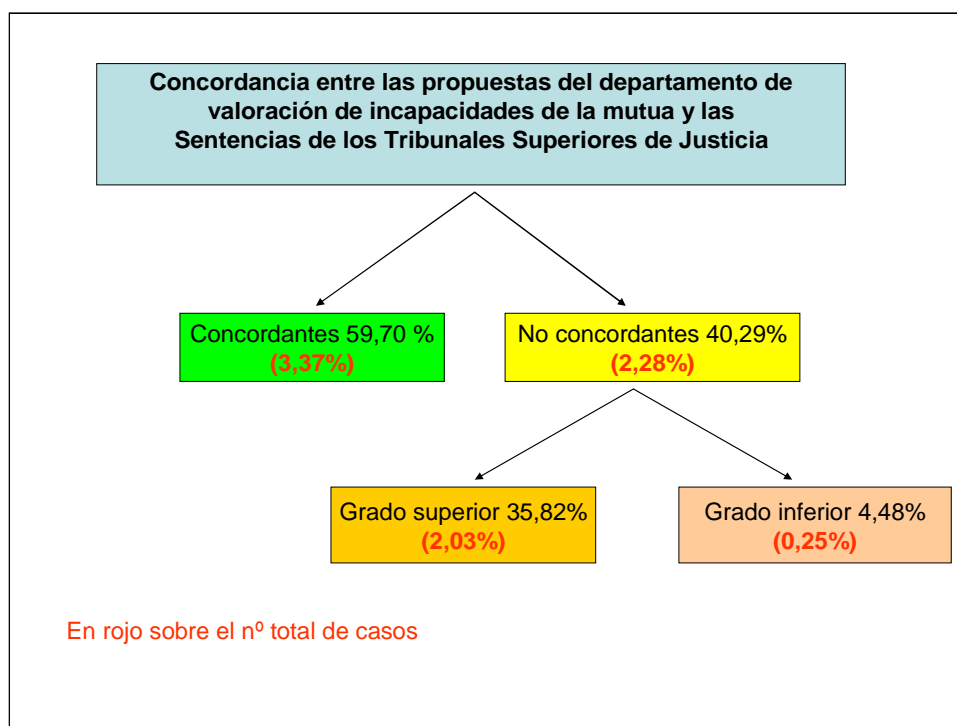 Concordancia entre las propuestas del departamento de
valoración de incapacidades de la mutua y las
Sentencias de los Tribunales Superiores de Justicia
Concordantes 59,70 %
(3,37%)
No concordantes 40,29%
(2,28%)
Grado superior 35,82%
(2,03%)
Grado inferior 4,48%
(0,25%)
En rojo sobre el nº total de casos